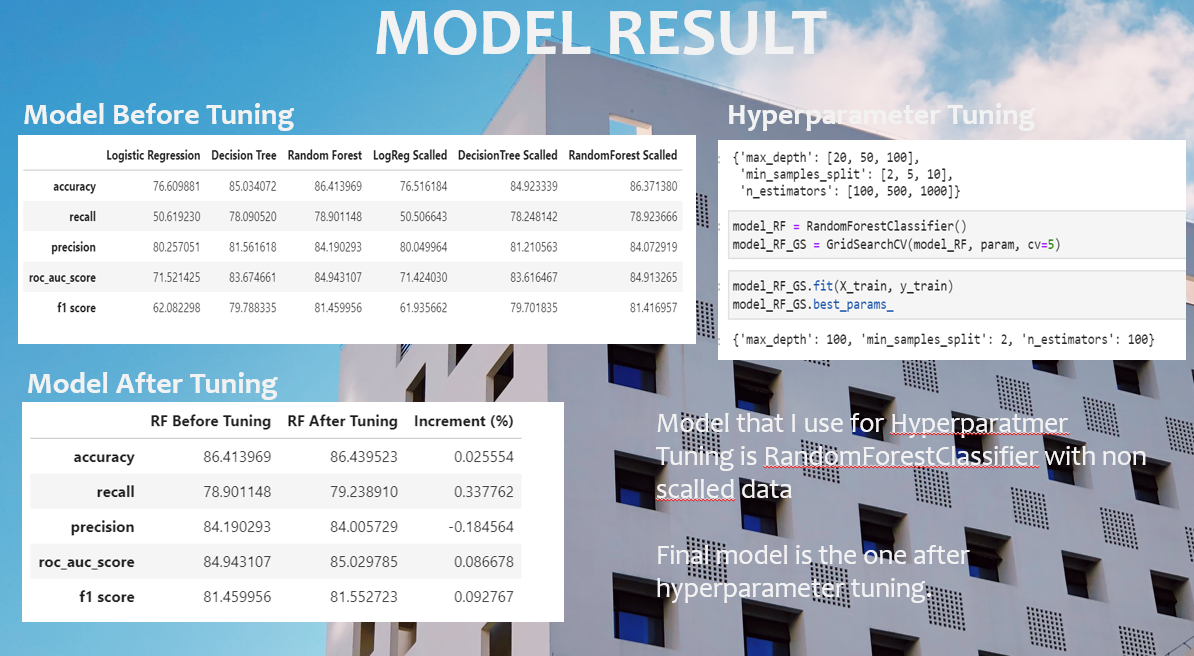 MODEL RESULT
Model Before Tuning
Logistic Regression Decision Tree Random Forest LogReg Scalled DecisionTree Scalled RandomForest Scalled
accuracy 76.609881 85.034072 86.413969 76.516184 84.923339 86.371380
recall 50.619230 78.090520 78.901148 50.506643 78.248142 78.923666
precision 80.257051 81.561618 84.190293 80.049964 81.210563 84.072919
roc_auc_score 71.521425 83.674661 84.943107 71.424030 83.616467 84.913265
f1 score 62.082298 79.788335 81.459956 61.935662 79.701835 81.416957
Hyperparameter Tuning
{'max_depth': [20, 50, 100],
'min_samples_split': [2, 5, 10],
'n_estimators': [100, 500, 1000]}
model_RF = RandomForestClassifier()
model_RF_GS = GridSearchCV(model_RF, param, cv=5)
model_RF_GS.fit(X_train, y_train)
model_RF_GS.best_params_
{'max_depth': 100, 'min_samples_split': 2, 'n_estimators': 100}
Model After Tuning
RF Before Tuning RF After Tuning Increment (%)
accuracy 86.413969 86.439523 0.025554
recall 78.901148 79.238910 0.337762
precision 84.190293 84.005729 -0.184564
roc_auc_score 84.943107 85.029785 0.086678
f1 score 81.459956 81.552723 0.092767
Model that I use for Hyperparatmer
Tuning is RandomForestClassifier with non
scalled data
Final model is the one after
hyperparameter tuning.